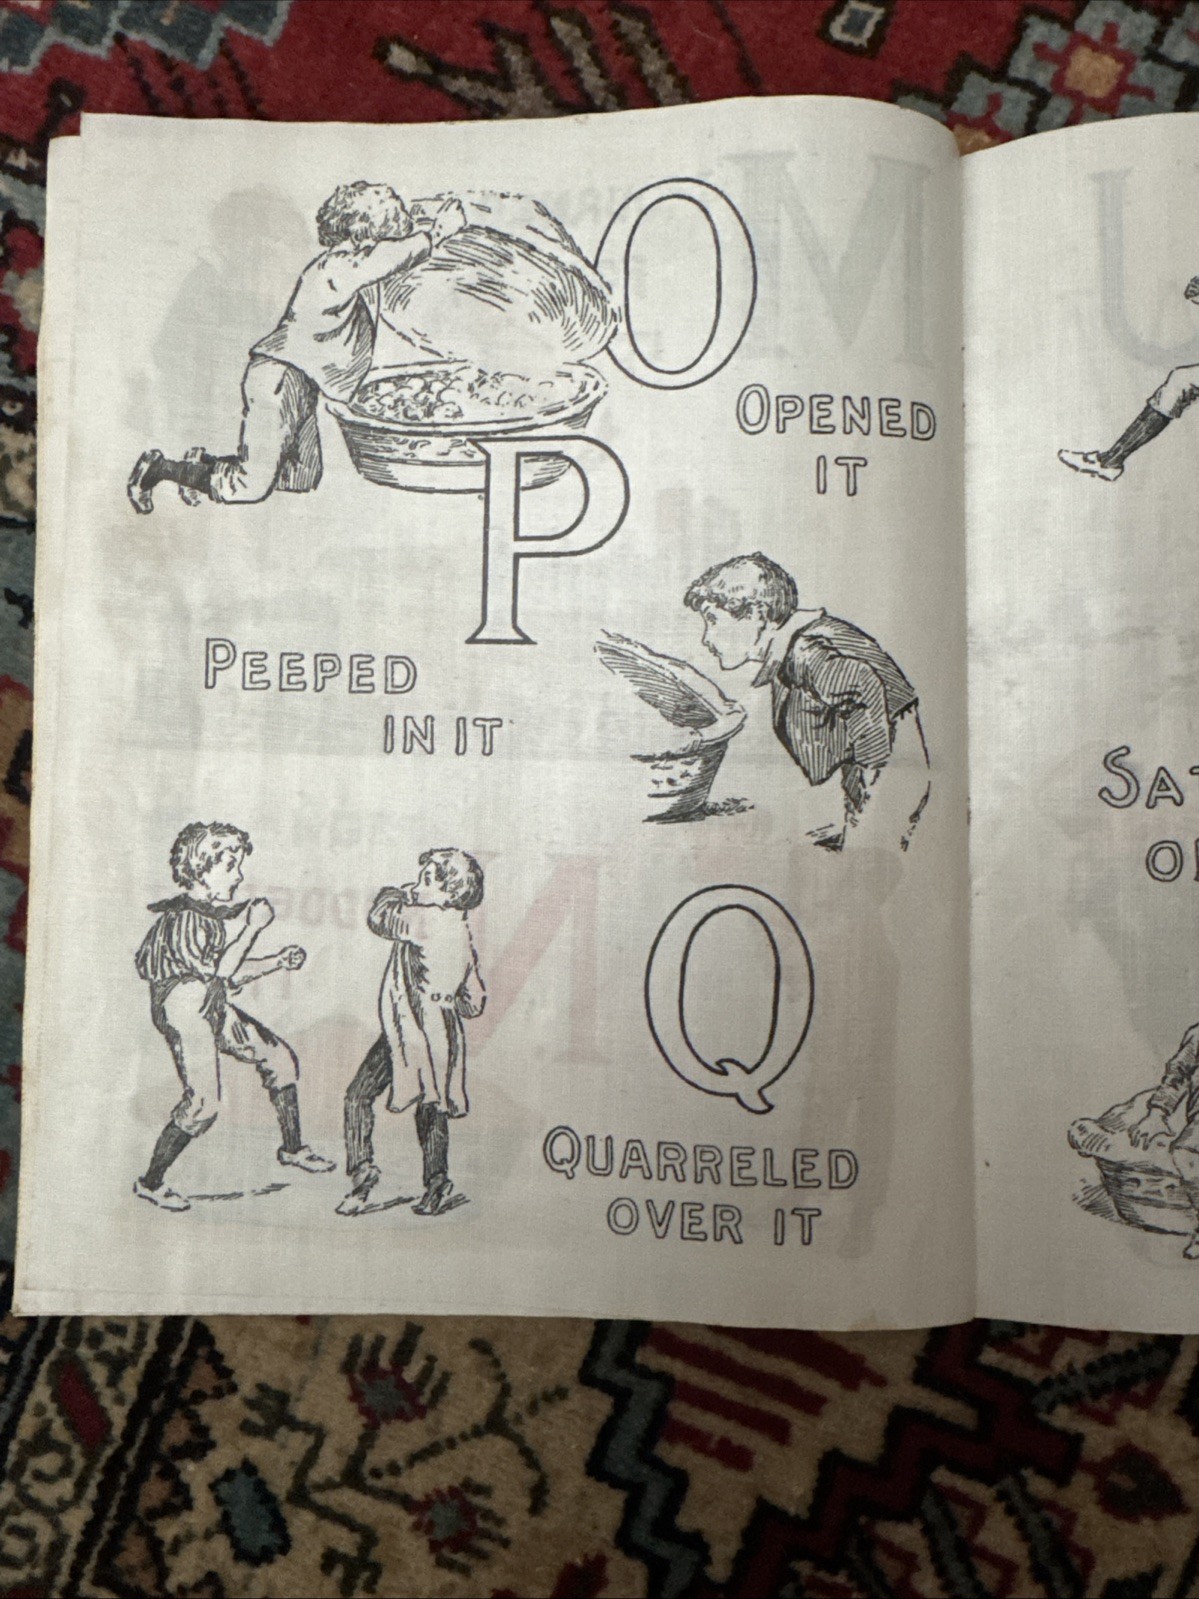 O
OPENED
IT
P
PEEPED
IN IT
Q
QUARRELED
OVER IT